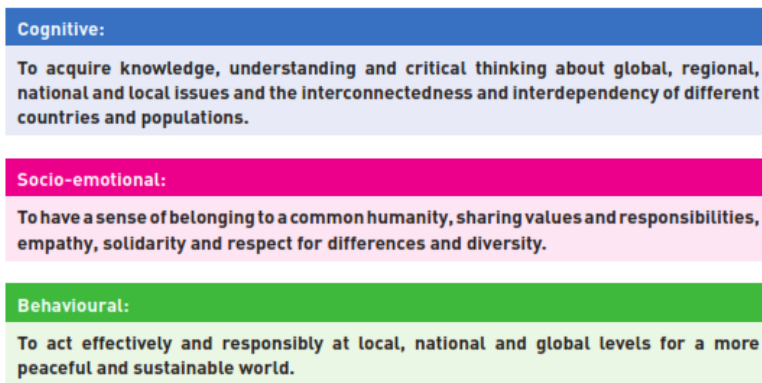 Cognitive:
To acquire knowledge, understanding and critical thinking about global, regional,
national and local issues and the interconnectedness and interdependency of different
countries and populations.
Socio-emotional:
To have a sense of belonging to a common humanity, sharing values and responsibilities,
empathy, solidarity and respect for differences and diversity.
Behavioural:
To act effectively and responsibly at local, national and global levels for a more
peaceful and sustainable world.